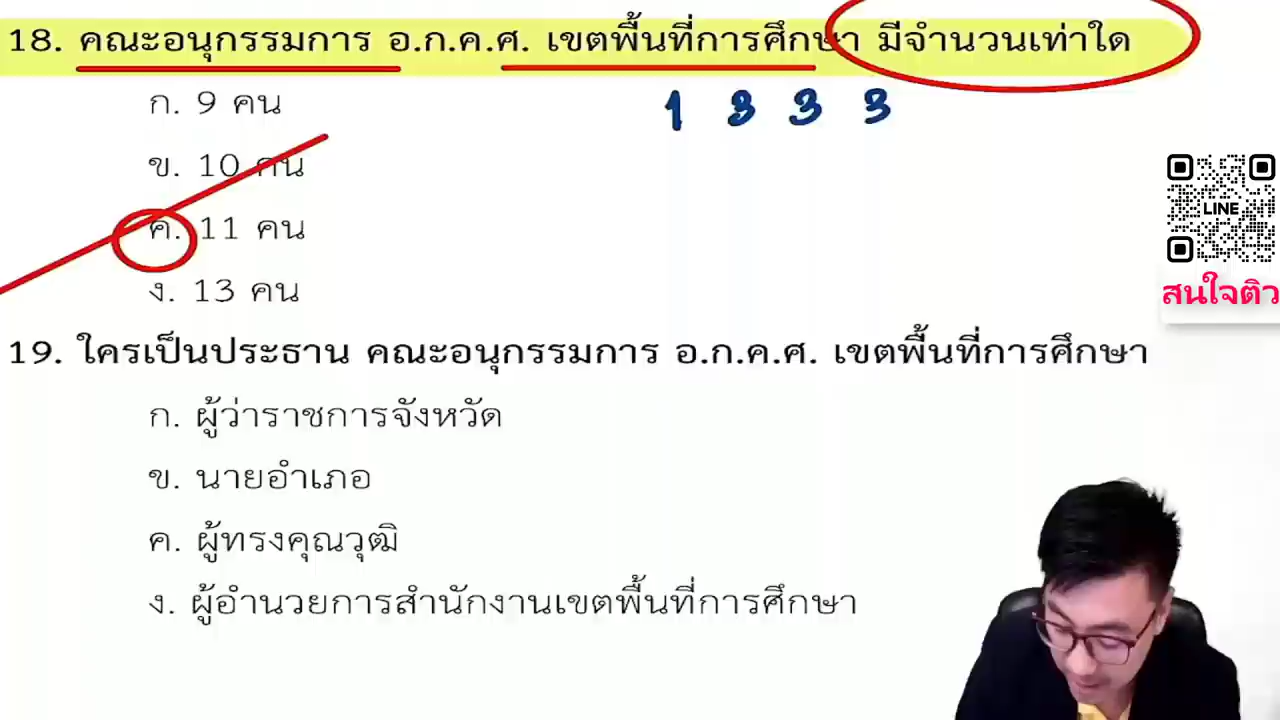 18. คณะอนุกรรมการ อ.ก.ค.ศ. เขตพื้นที่การศึกษา มีจำนวนเท่าใด
ก. 9 คน
1 3 3 3
ข. 10 คน
ค. 11 คน
ง. 13 คน
LINE
สนใจติว
19. ใครเป็นประธาน คณะอนุกรรมการ อ.ก.ค.ศ. เขตพื้นที่การศึกษา
ก. ผู้ว่าราชการจังหวัด
ข. นายอำเภอ
ค. ผู้ทรงคุณวุฒิ
ง. ผู้อำนวยการสำนักงานเขตพื้นที่การศึกษา